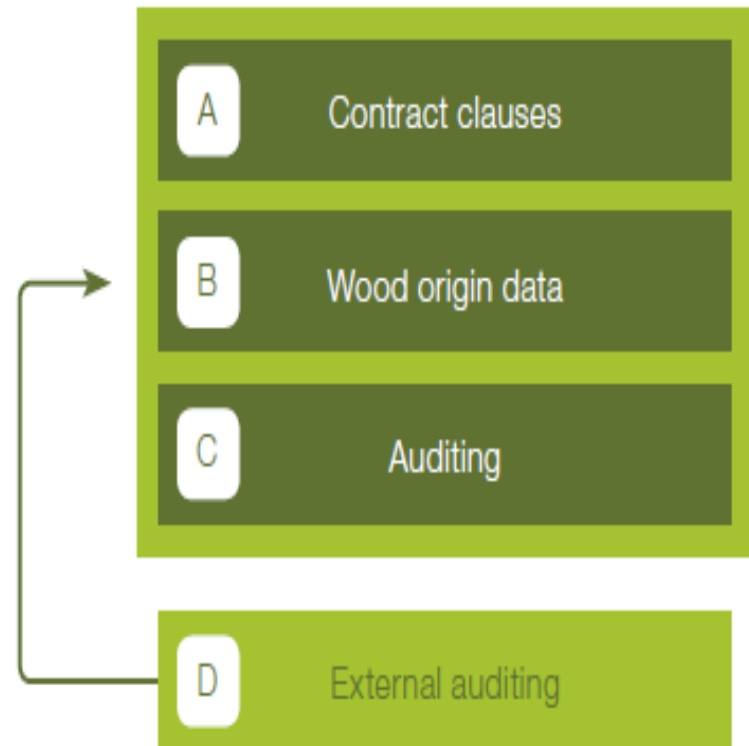 A Contract clauses
B Wood origin data
C Auditing
D External auditing